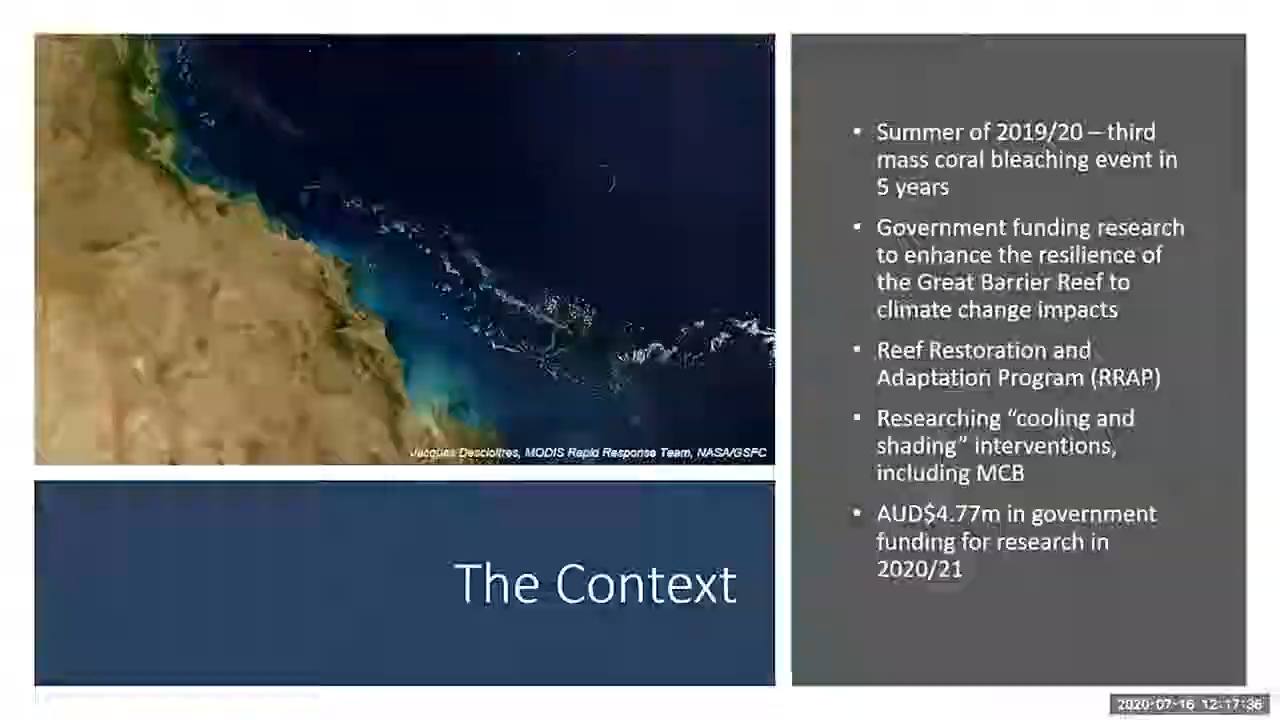 Jacques Descloitres, MODIS Rapid Response Team, NASA/GSFC
The Context
• Summer of 2019/20 – third
mass coral bleaching event in
5 years
• Government funding research
to enhance the resilience of
the Great Barrier Reef to
climate change impacts
• Reef Restoration and
Adaptation Program (RRAP)
• Researching “cooling and
shading” interventions,
including MCB
• AUD$4.77m in government
funding for research in
2020/21
2020-07-16 12:17:36